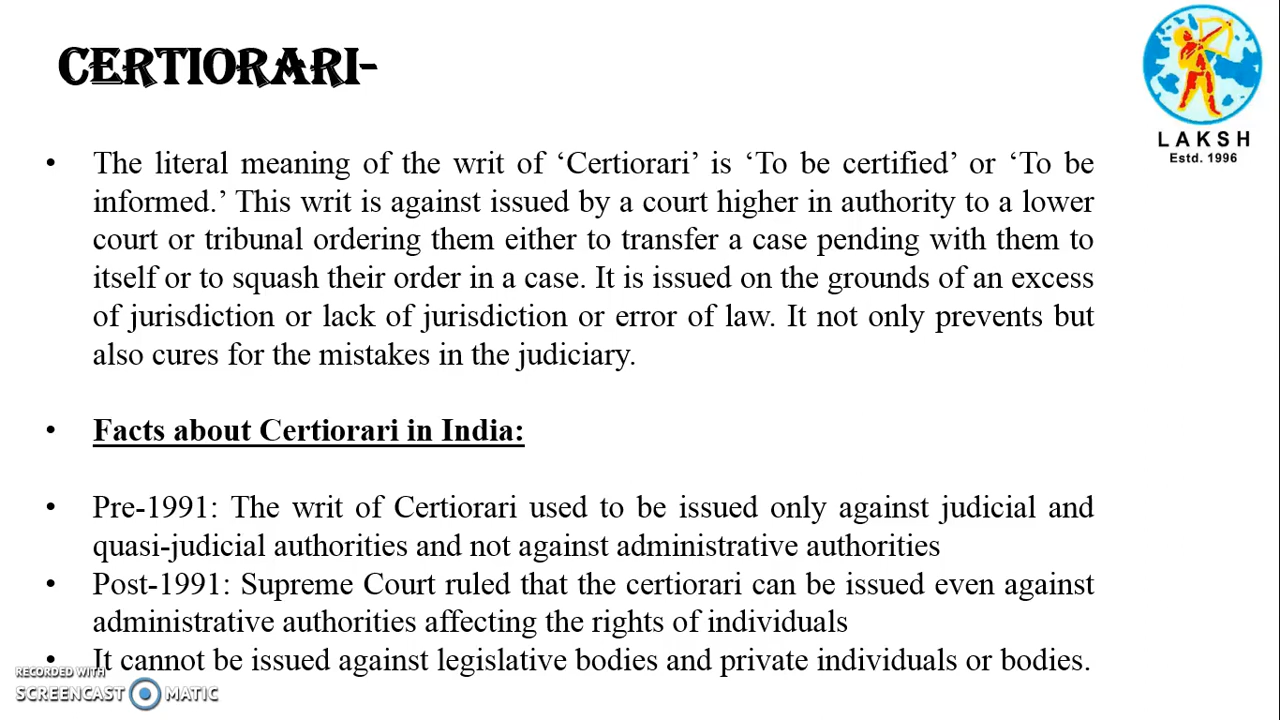 CERTIORARI-
LAKSH
Estd. 1996
• The literal meaning of the writ of ‘Certiorari’ is ‘To be certified’ or ‘To be
informed.’ This writ is against issued by a court higher in authority to a lower
court or tribunal ordering them either to transfer a case pending with them to
itself or to squash their order in a case. It is issued on the grounds of an excess
of jurisdiction or lack of jurisdiction or error of law. It not only prevents but
also cures for the mistakes in the judiciary.
• Facts about Certiorari in India:
• Pre-1991: The writ of Certiorari used to be issued only against judicial and
quasi-judicial authorities and not against administrative authorities
• Post-1991: Supreme Court ruled that the certiorari can be issued even against
administrative authorities affecting the rights of individuals
• It cannot be issued against legislative bodies and private individuals or bodies.
RECORDED WITH
SCREENCAST MATIC